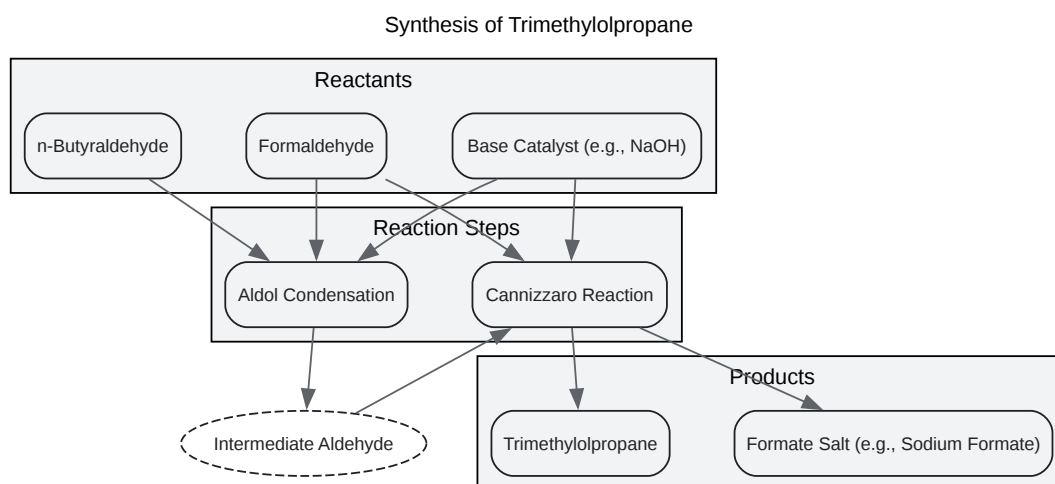 Synthesis of Trimethylolpropane
Reactants
n-Butyraldehyde
Formaldehyde
Base Catalyst (e.g., NaOH)
Reaction Steps
Aldol Condensation
Cannizzaro Reaction
Products
Intermediate Aldehyde
Trimethylolpropane
Formate Salt (e.g., Sodium Formate)